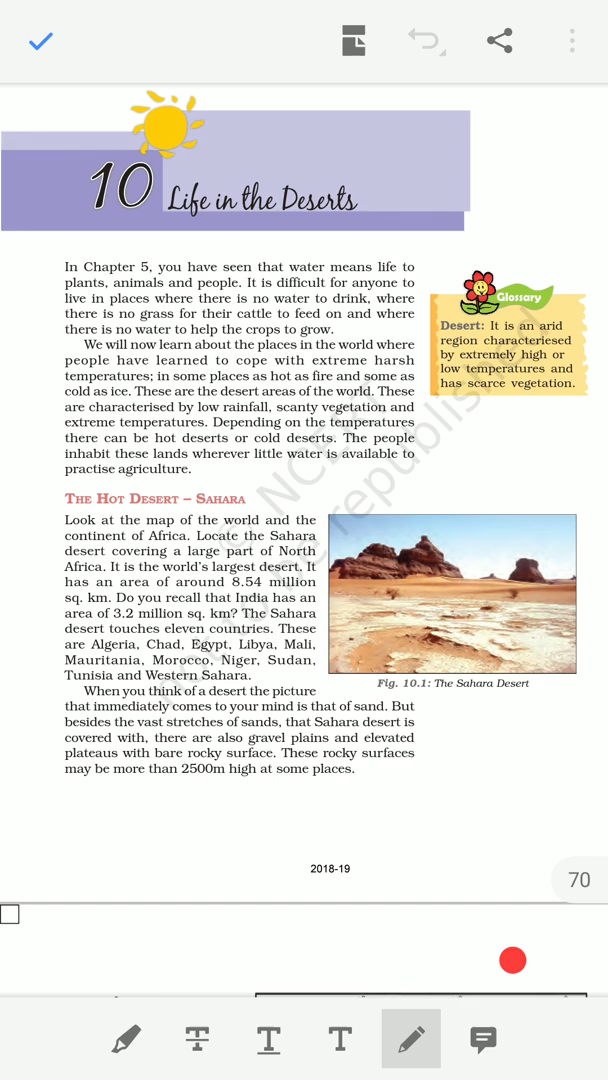 10 Life in the Deserts
In Chapter 5, you have seen that water means life to
plants, animals and people. It is difficult for anyone to
live in places where there is no water to drink, where
there is no grass for their cattle to feed on and where
there is no water to help the crops to grow.
We will now learn about the places in the world where
people have learned to cope with extreme harsh
temperatures; in some places as hot as fire and some as
cold as ice. These are the desert areas of the world. These
are characterised by low rainfall, scanty vegetation and
extreme temperatures. Depending on the temperatures
there can be hot deserts or cold deserts. The people
inhabit these lands wherever little water is available to
practise agriculture.
Glossary
Desert: It is an arid
region characteriesed
by extremely high or
low temperatures and
has scarce vegetation.
THE HOT DESERT – SAHARA
Look at the map of the world and the
continent of Africa. Locate the Sahara
desert covering a large part of North
Africa. It is the world's largest desert. It
has an area of around 8.54 million
sq. km. Do you recall that India has an
area of 3.2 million sq. km? The Sahara
desert touches eleven countries. These
are Algeria, Chad, Egypt, Libya, Mali,
Mauritania, Morocco, Niger, Sudan,
Tunisia and Western Sahara.
Fig. 10.1: The Sahara Desert
When you think of a desert the picture
that immediately comes to your mind is that of sand. But
besides the vast stretches of sands, that Sahara desert is
covered with, there are also gravel plains and elevated
plateaus with bare rocky surface. These rocky surfaces
may be more than 2500m high at some places.
© NCERT
not to be republished
2018-19
70
T
T
T